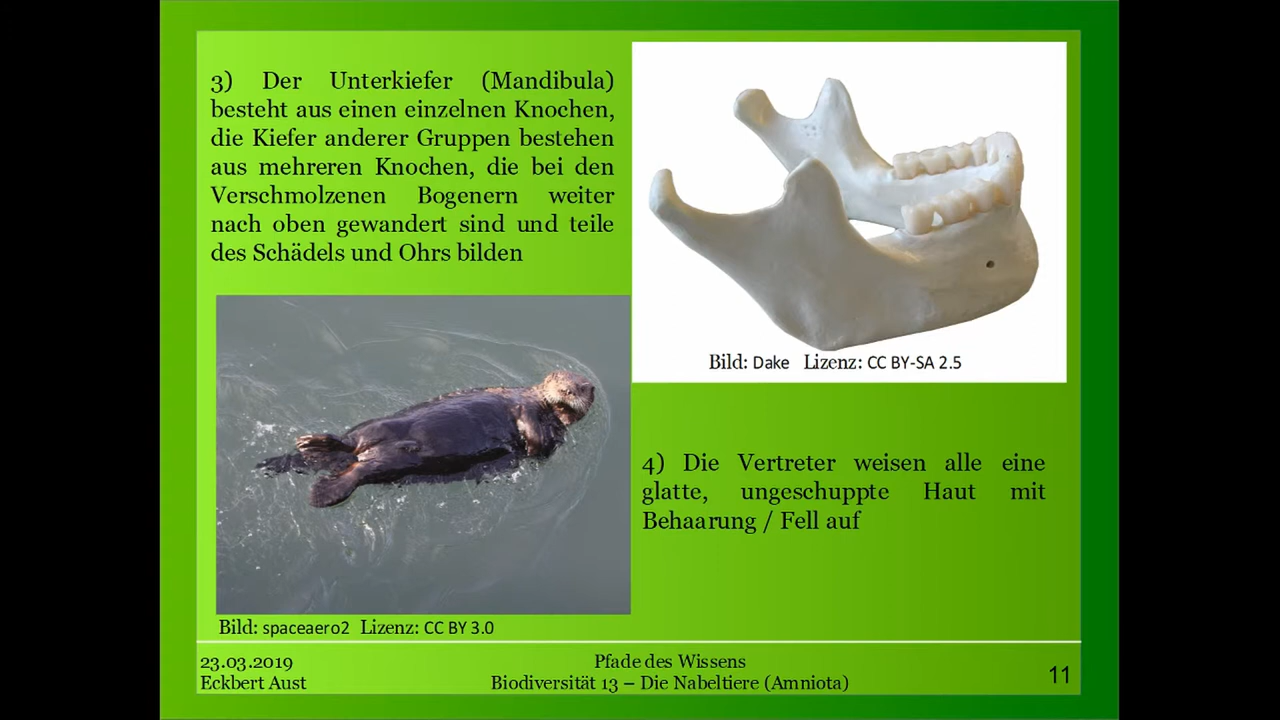 3) Der Unterkiefer (Mandibula)
besteht aus einen einzelnen Knochen,
die Kiefer anderer Gruppen bestehen
aus mehreren Knochen, die bei den
Verschmolzenen Bogenern weiter
nach oben gewandert sind und teile
des Schädels und Ohrs bilden
Bild: Dake Lizenz: CC BY-SA 2.5
4) Die Vertreter weisen alle eine
glatte, ungeschuppte Haut mit
Behaarung / Fell auf
Bild: spaceaero2 Lizenz: CC BY 3.0
23.03.2019
Eckbert Aust
Pfade des Wissens
Biodiversität 13 – Die Nabeltiere (Amniota)
11